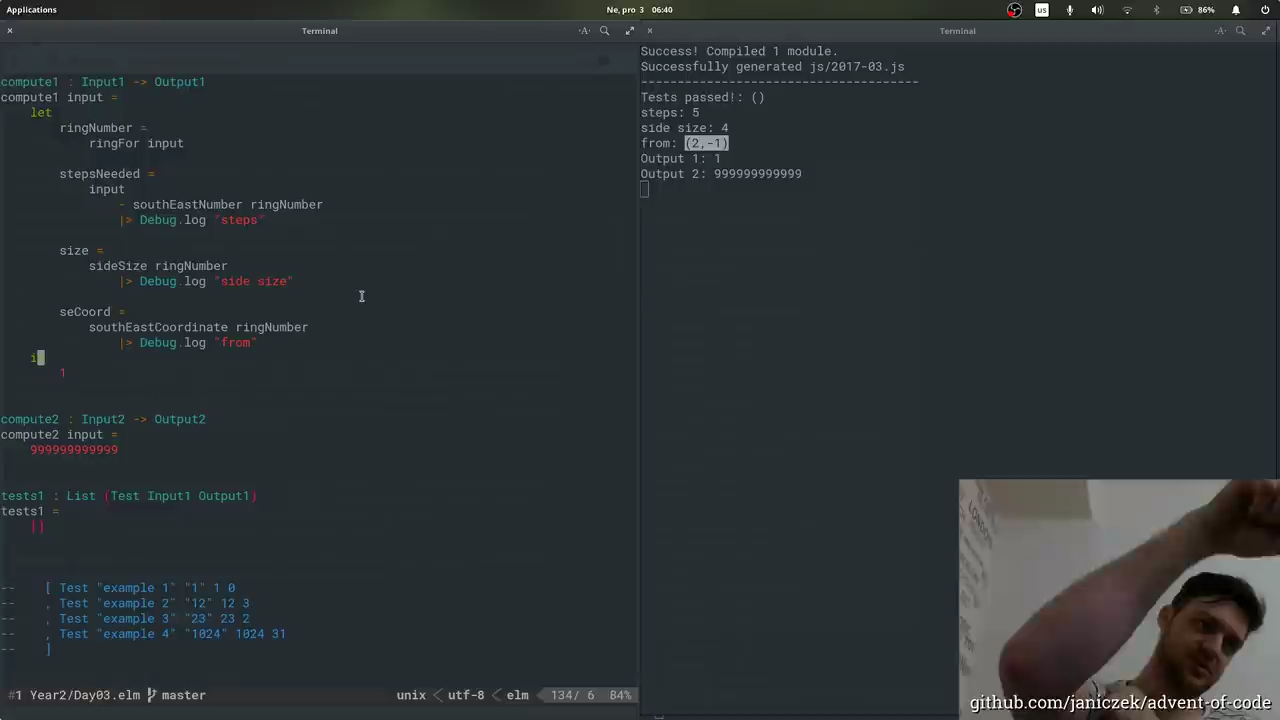 Applications
Ne, pro 3 06:40
us
86%
Terminal
-A-
Terminal
-A-
compute1 : Input1 -> Output1
compute1 input =
let
ringNumber =
ringFor input
stepsNeeded =
input
- southEastNumber ringNumber
|> Debug.log "steps"
size =
sideSize ringNumber
|> Debug.log "side size"
seCoord =
southEastCoordinate ringNumber
|> Debug.log "from"
i
1
compute2 : Input2 -> Output2
compute2 input =
999999999999
tests1 : List (Test Input1 Output1)
tests1 =
[]
-- [ Test "example 1" "1" 1 0
-- , Test "example 2" "12" 12 3
-- , Test "example 3" "23" 23 2
-- , Test "example 4" "1024" 1024 31
-- ]
#1 Year2/Day03.elm master unix < utf-8 < elm 134/ 6 84%
Success! Compiled 1 module.
Successfully generated js/2017-03.js
--------------------------------------
Tests passed!: ()
steps: 5
side size: 4
from: (2,-1)
Output 1: 1
Output 2: 999999999999
LONDON
github.com/janiczek/advent-of-code